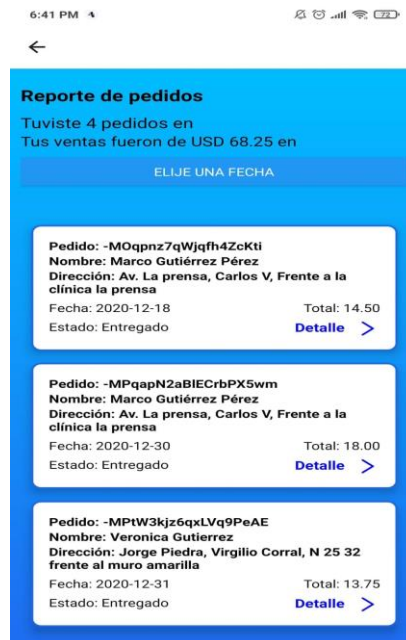 6:41 PM
72
Reporte de pedidos
Tuviste 4 pedidos en
Tus ventas fueron de USD 68.25 en
ELIJE UNA FECHA
Pedido: -MOqpnz7qWjqfh4ZcKti
Nombre: Marco Gutiérrez Pérez
Dirección: Av. La prensa, Carlos V, Frente a la
clínica la prensa
Fecha: 2020-12-18 Total: 14.50
Estado: Entregado Detalle >
Pedido: -MPqapN2aBlECrbPX5wm
Nombre: Marco Gutiérrez Pérez
Dirección: Av. La prensa, Carlos V, Frente a la
clínica la prensa
Fecha: 2020-12-30 Total: 18.00
Estado: Entregado Detalle >
Pedido: -MPtW3kjz6qxLVq9PeAE
Nombre: Veronica Gutierrez
Dirección: Jorge Piedra, Virgilio Corral, N 25 32
frente al muro amarilla
Fecha: 2020-12-31 Total: 13.75
Estado: Entregado Detalle >